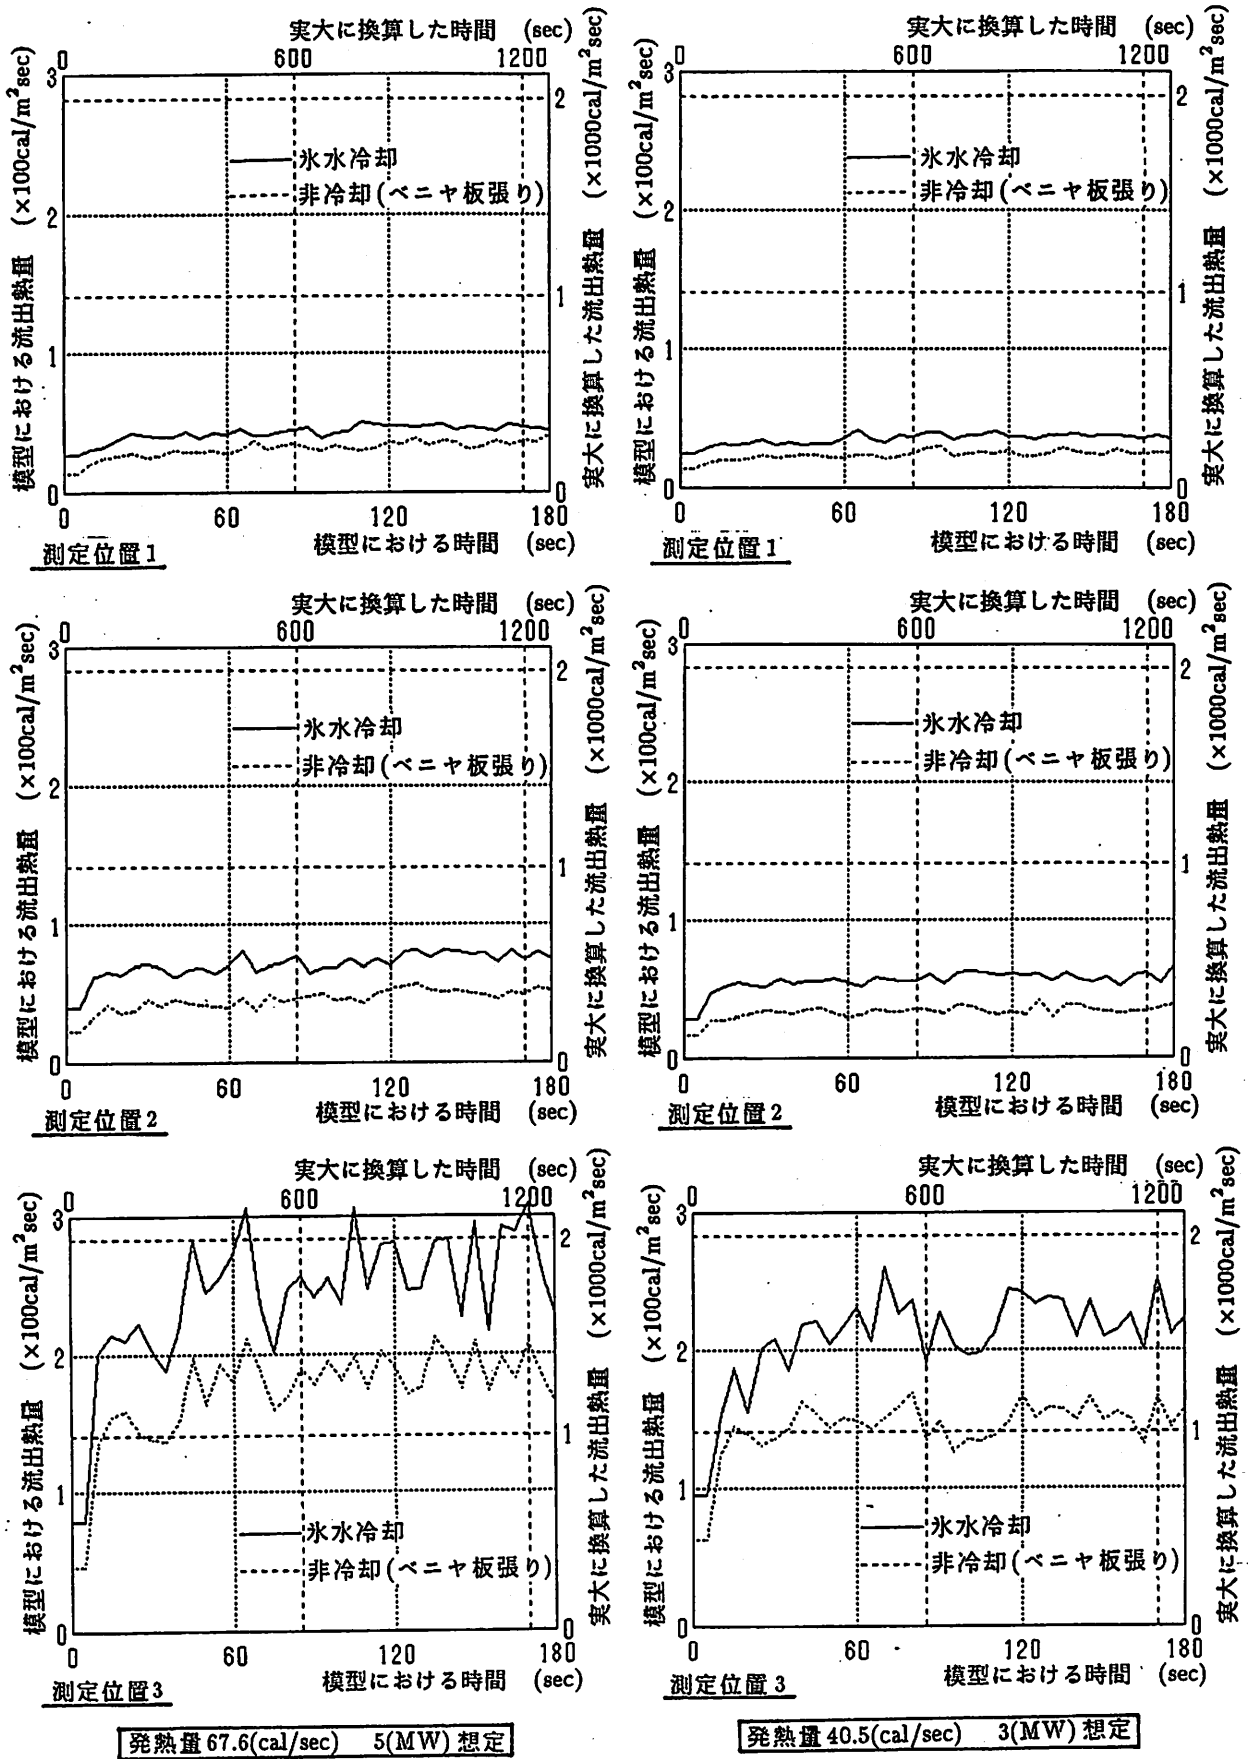 実大に換算した時間 (sec)
0 600 1200
模型における流出熱量 (×100cal/m²sec)
3
2
1
0
実大に換算した流出熱量 (×1000cal/m²sec)
2
1
0
氷水冷却
非冷却(ベニヤ板張り)
0 60 120 180
模型における時間 (sec)
測定位置1
実大に換算した時間 (sec)
0 600 1200
模型における流出熱量 (×100cal/m²sec)
3
2
1
0
実大に換算した流出熱量 (×1000cal/m²sec)
2
1
0
氷水冷却
非冷却(ベニヤ板張り)
0 60 120 180
模型における時間 (sec)
測定位置1
実大に換算した時間 (sec)
0 600 1200
模型における流出熱量 (×100cal/m²sec)
3
2
1
0
実大に換算した流出熱量 (×1000cal/m²sec)
2
1
0
氷水冷却
非冷却(ベニヤ板張り)
0 60 120 180
模型における時間 (sec)
測定位置2
実大に換算した時間 (sec)
0 600 1200
模型における流出熱量 (×100cal/m²sec)
3
2
1
0
実大に換算した流出熱量 (×1000cal/m²sec)
2
1
0
氷水冷却
非冷却(ベニヤ板張り)
0 60 120 180
模型における時間 (sec)
測定位置2
実大に換算した時間 (sec)
0 600 1200
模型における流出熱量 (×100cal/m²sec)
3
2
1
0
実大に換算した流出熱量 (×1000cal/m²sec)
2
1
0
氷水冷却
非冷却(ベニヤ板張り)
0 60 120 180
模型における時間 (sec)
測定位置3
実大に換算した時間 (sec)
0 600 1200
模型における流出熱量 (×100cal/m²sec)
3
2
1
0
実大に換算した流出熱量 (×1000cal/m²sec)
2
1
0
氷水冷却
非冷却(ベニヤ板張り)
0 60 120 180
模型における時間 (sec)
測定位置3
発熱量67.6(cal/sec) 5(MW)想定
発熱量40.5(cal/sec) 3(MW)想定